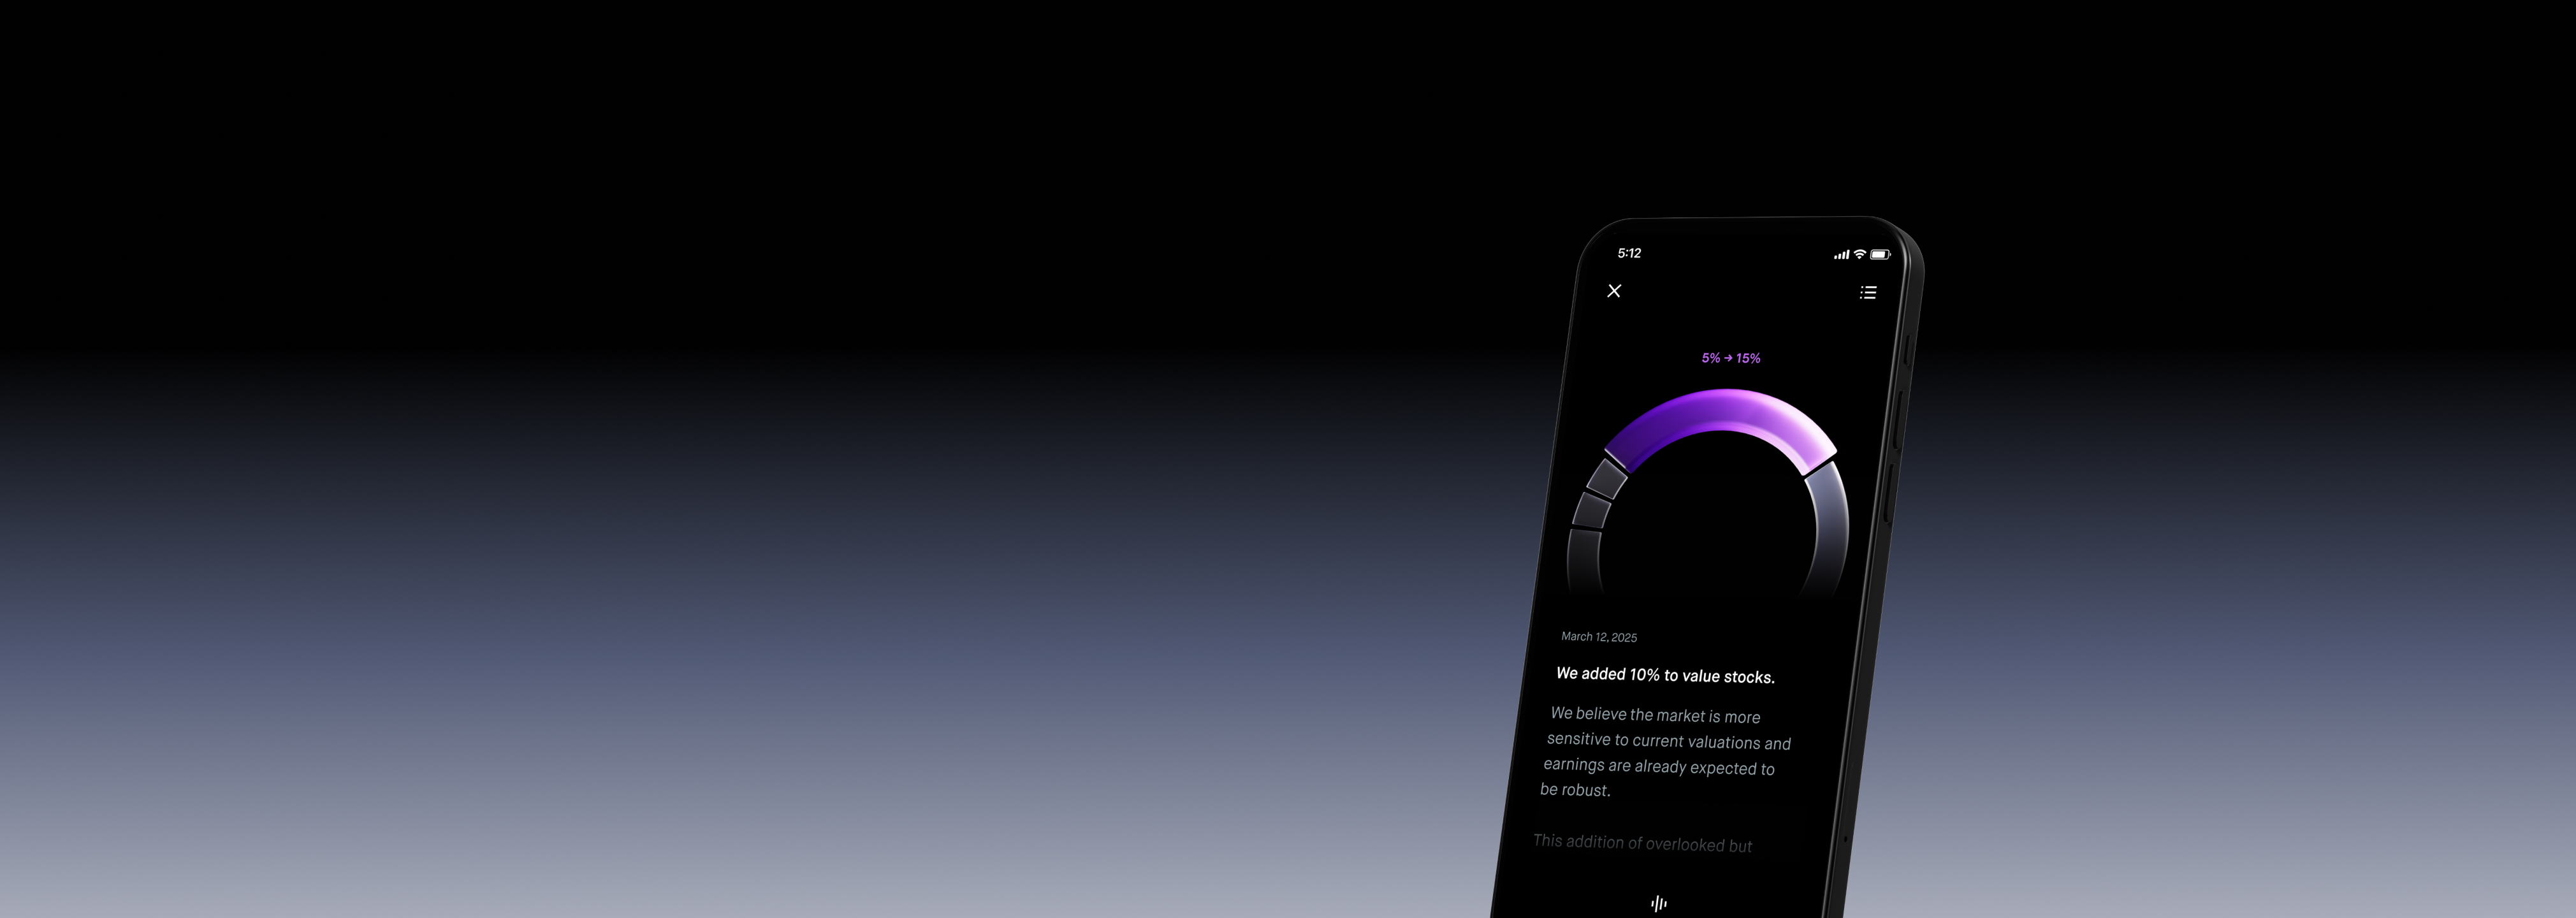 5:12
5% → 15%
March 12, 2025
We added 10% to value stocks.
We believe the market is more
sensitive to current valuations and
earnings are already expected to
be robust.
This addition of overlooked but